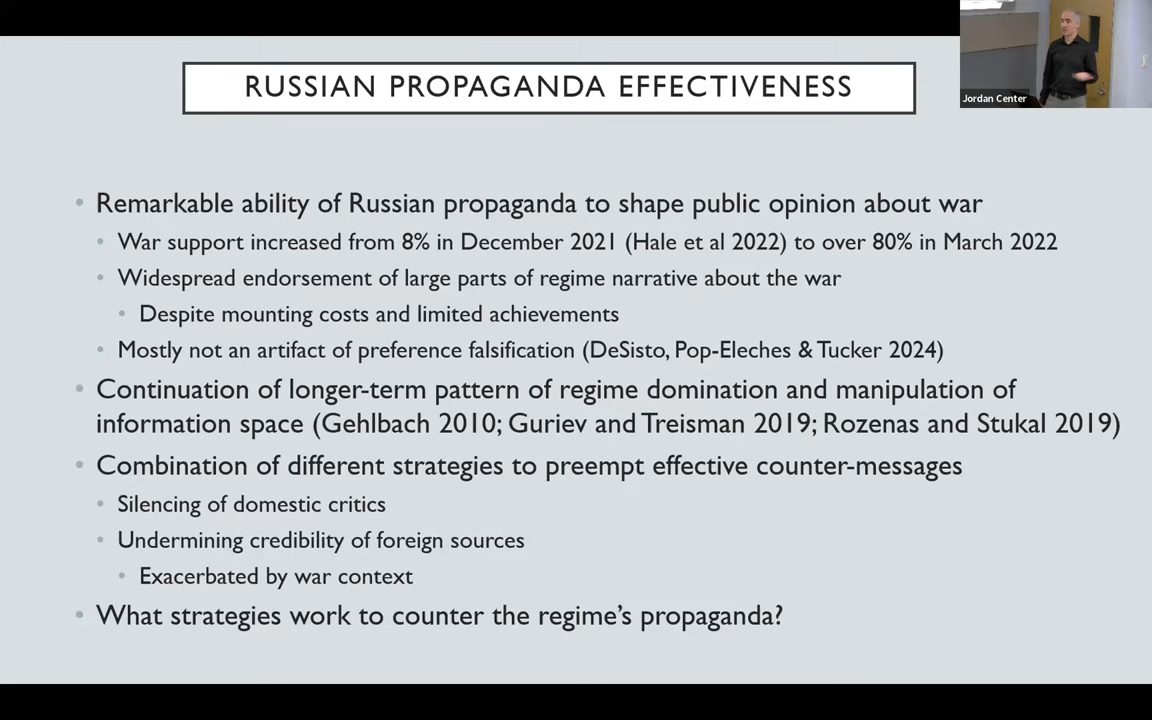 RUSSIAN PROPAGANDA EFFECTIVENESS
Jordan Center
• Remarkable ability of Russian propaganda to shape public opinion about war
• War support increased from 8% in December 2021 (Hale et al 2022) to over 80% in March 2022
• Widespread endorsement of large parts of regime narrative about the war
• Despite mounting costs and limited achievements
• Mostly not an artifact of preference falsification (DeSisto, Pop-Eleches & Tucker 2024)
• Continuation of longer-term pattern of regime domination and manipulation of
information space (Gehlbach 2010; Guriev and Treisman 2019; Rozenas and Stukal 2019)
• Combination of different strategies to preempt effective counter-messages
• Silencing of domestic critics
• Undermining credibility of foreign sources
• Exacerbated by war context
• What strategies work to counter the regime’s propaganda?